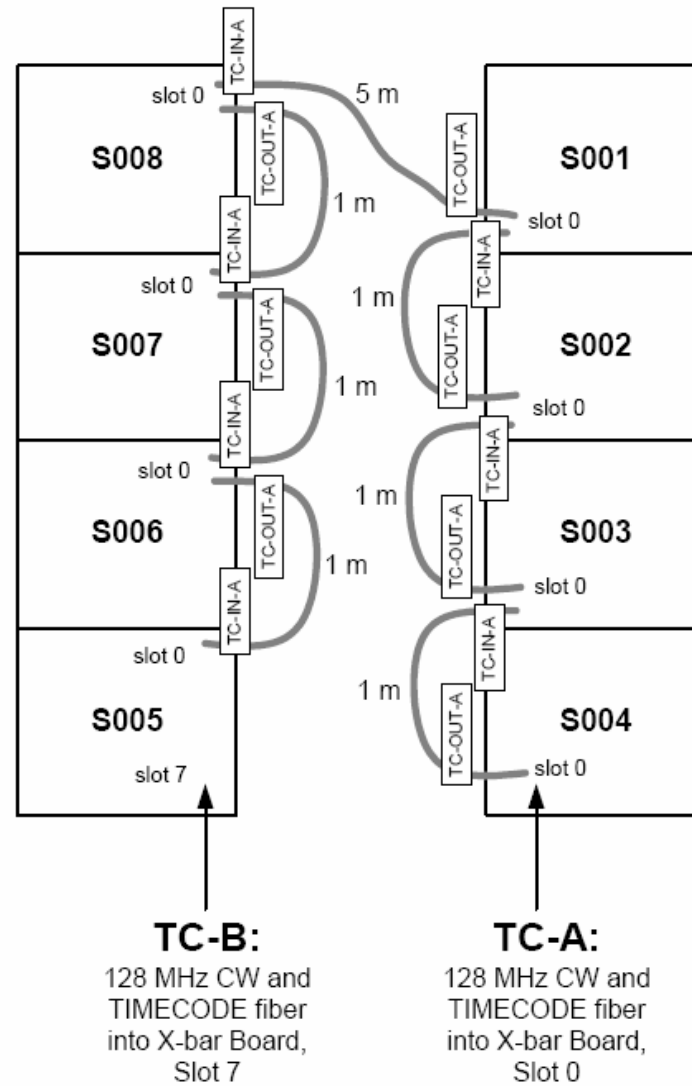 TC-IN-A
slot 0
5 m
S008
TC-OUT-A
1 m
TC-OUT-A
S001
slot 0
TC-IN-A
slot 0
TC-IN-A
1 m
S007
TC-OUT-A
1 m
TC-OUT-A
S002
slot 0
TC-IN-A
slot 0
TC-IN-A
S006
TC-OUT-A
1 m
1 m
TC-OUT-A
S003
slot 0
TC-IN-A
slot 0
TC-IN-A
S005
1 m
TC-OUT-A
S004
slot 7
slot 0
TC-B:
128 MHz CW and
TIMECODE fiber
into X-bar Board,
Slot 7
TC-A:
128 MHz CW and
TIMECODE fiber
into X-bar Board,
Slot 0